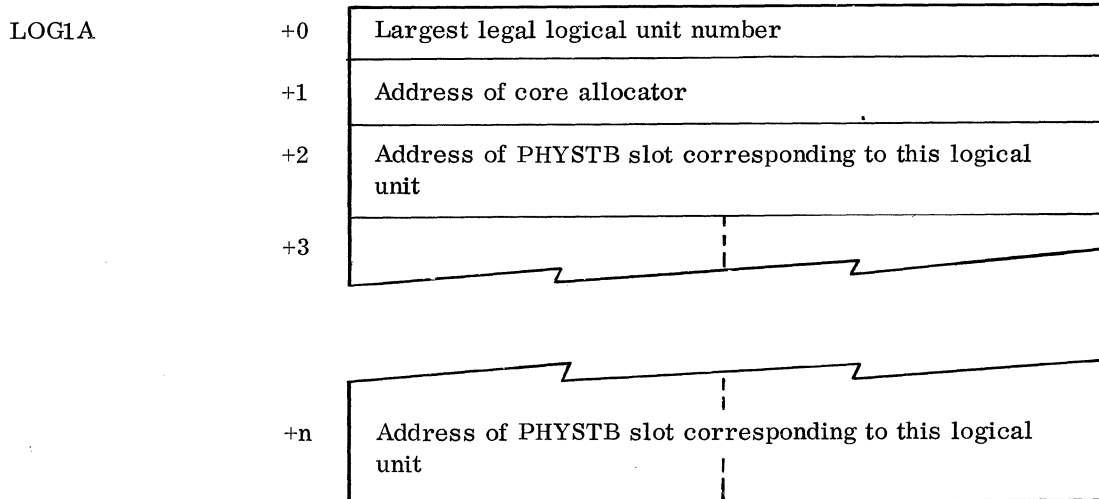 LOG1A +0 Largest legal logical unit number
+1 Address of core allocator
+2 Address of PHYSTB slot corresponding to this logical
unit
+3
+n Address of PHYSTB slot corresponding to this logical
unit